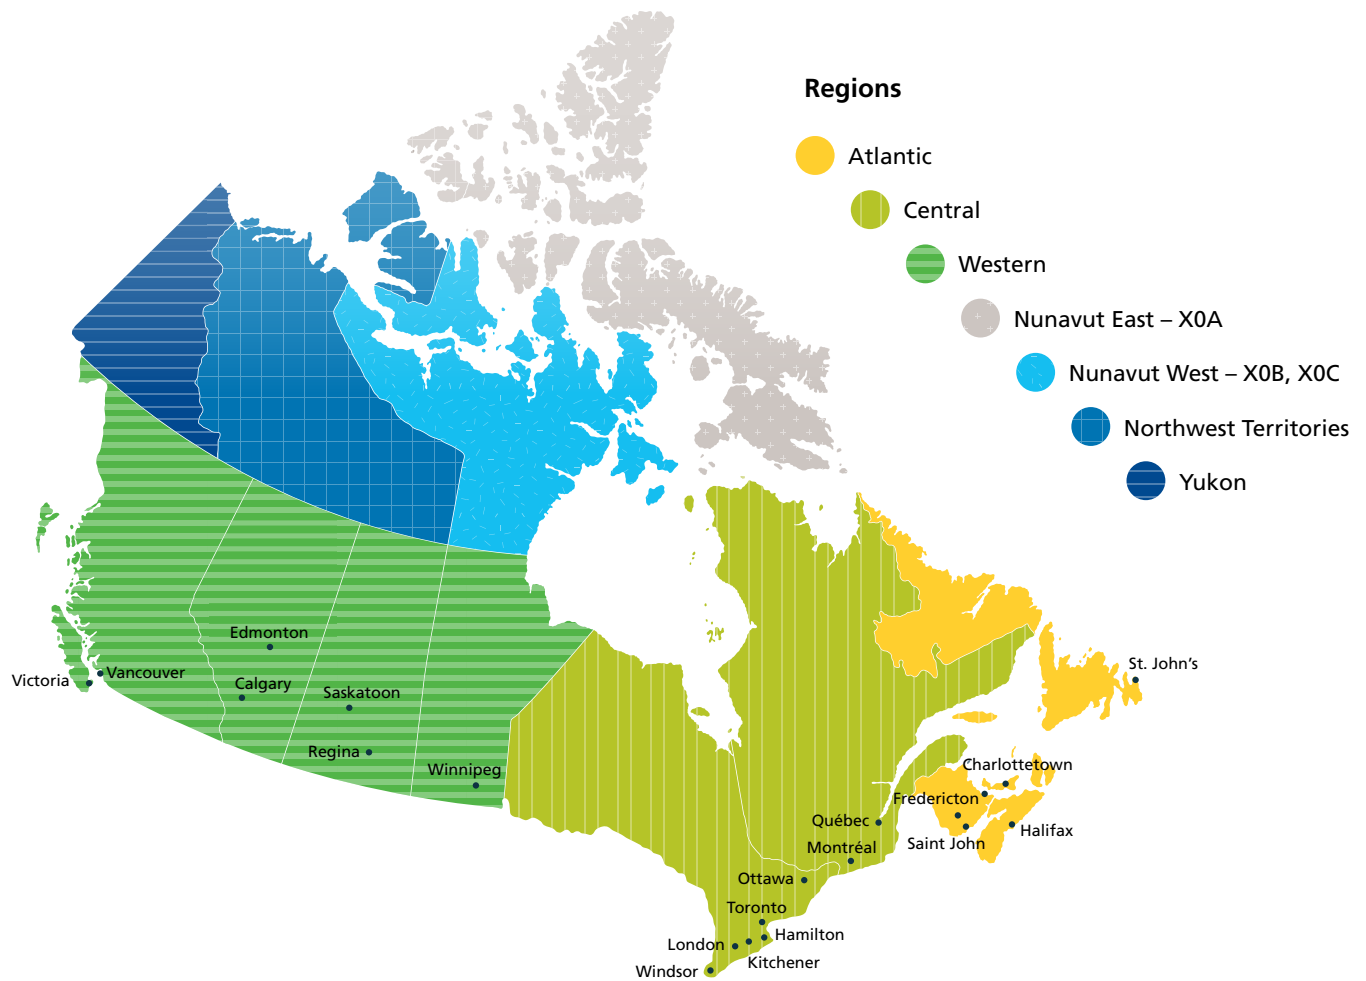 Regions
Atlantic
Central
Western
Nunavut East – X0A
Nunavut West – X0B, X0C
Northwest Territories
Yukon
Edmonton
Victoria
Vancouver
Calgary
Saskatoon
Regina
Winnipeg
St. John's
Charlottetown
Fredericton
Québec
Halifax
Saint John
Montréal
Ottawa
Toronto
Hamilton
London
Kitchener
Windsor